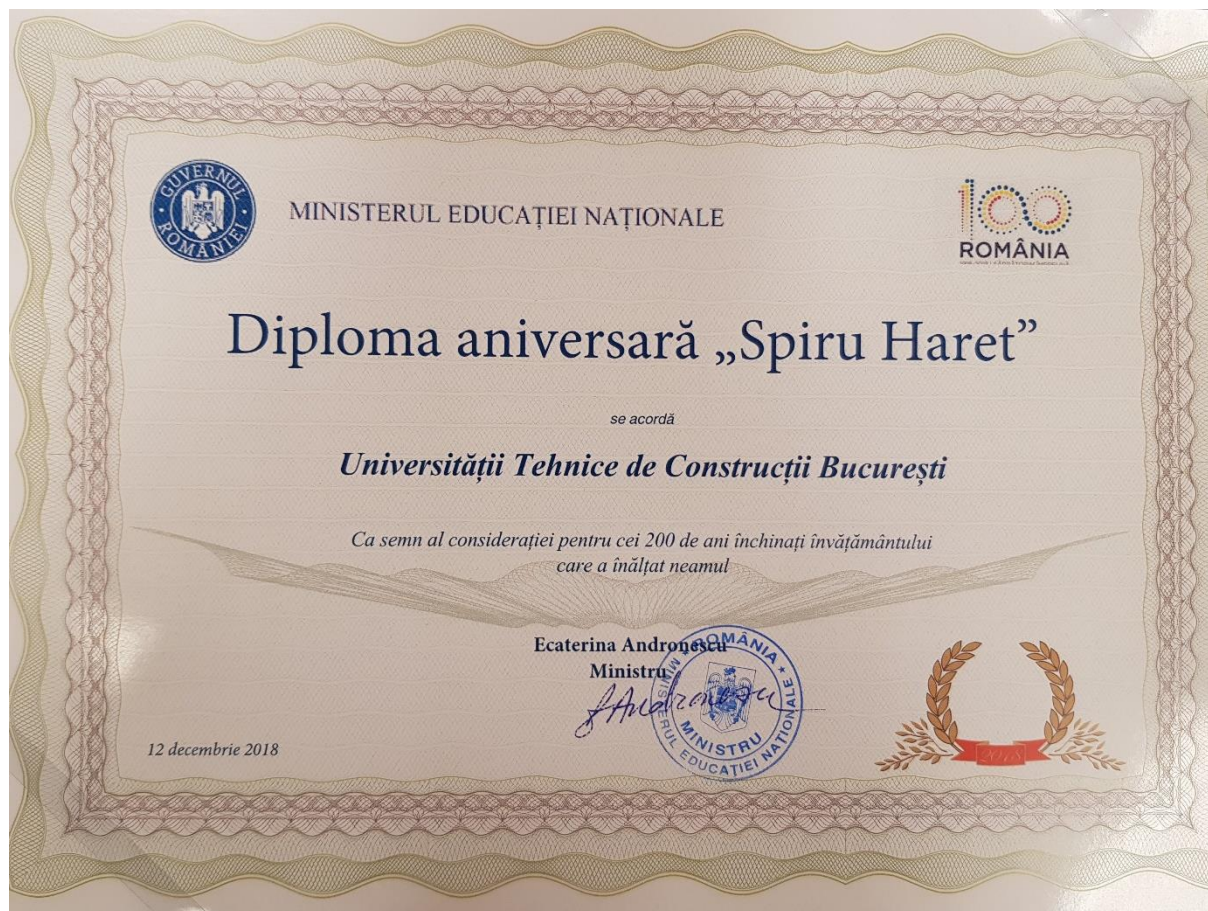 GUVERNUL ROMÂNIEI
MINISTERUL EDUCAȚIEI NAȚIONALE
100
ROMÂNIA
Diploma aniversară „Spiru Haret”
se acordă
Universității Tehnice de Construcții București
Ca semn al considerației pentru cei 200 de ani închinați învățământului
care a înălțat neamul
Ecaterina Andronescu
Ministru
ROMÂNIA
MINISTERUL EDUCAȚIEI NAȚIONALE
MINISTRU
12 decembrie 2018
2018